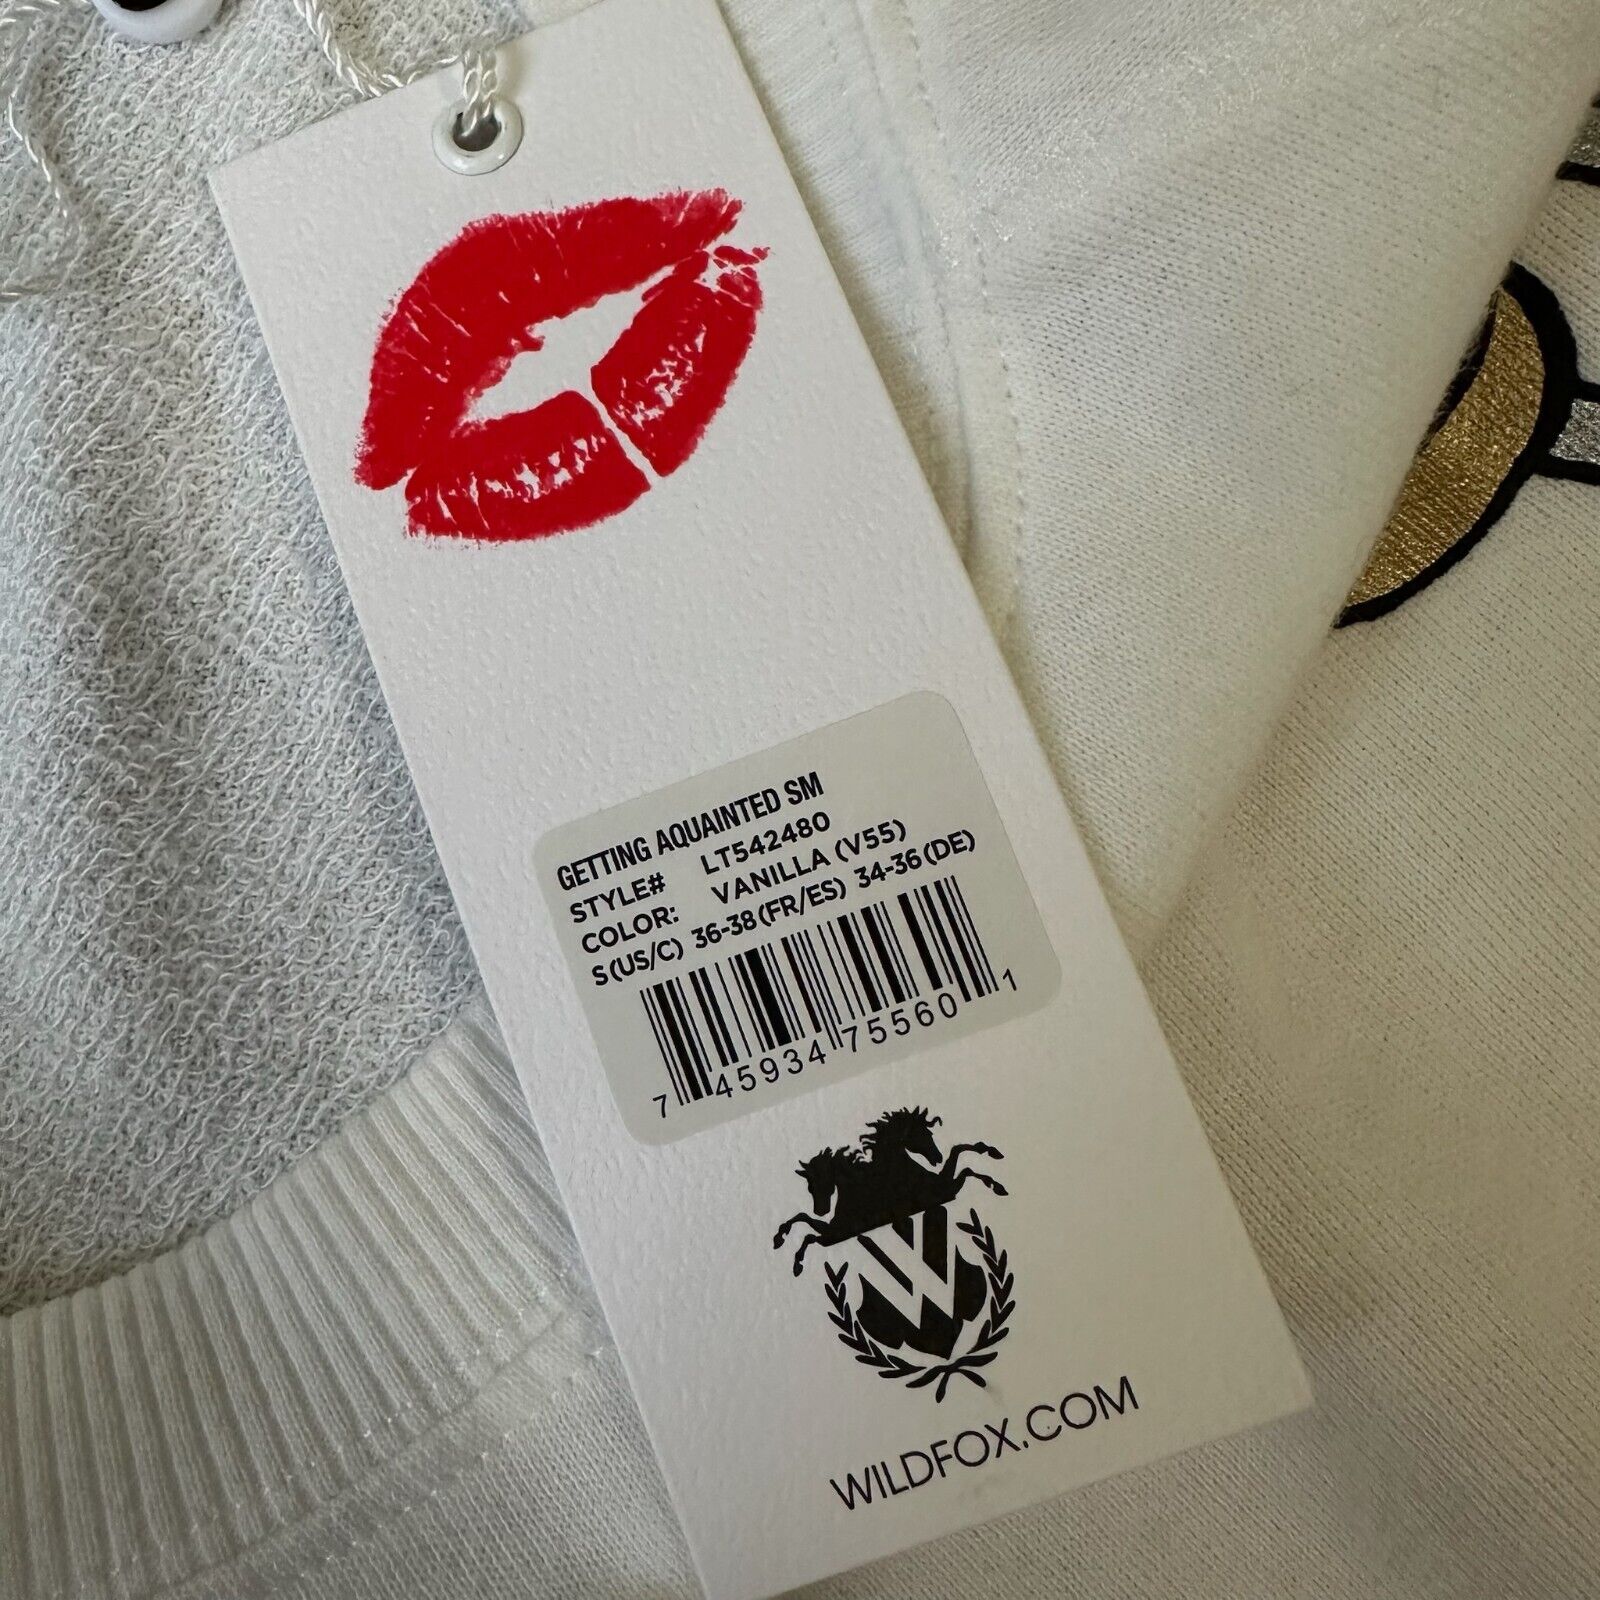 GETTING AQUAINTED SM
STYLE# LT542480
COLOR: VANILLA (V55)
S(US/C) 36-38(FR/ES) 34-36(DE)
7 45934 75560 1
W
WILDFOX.COM